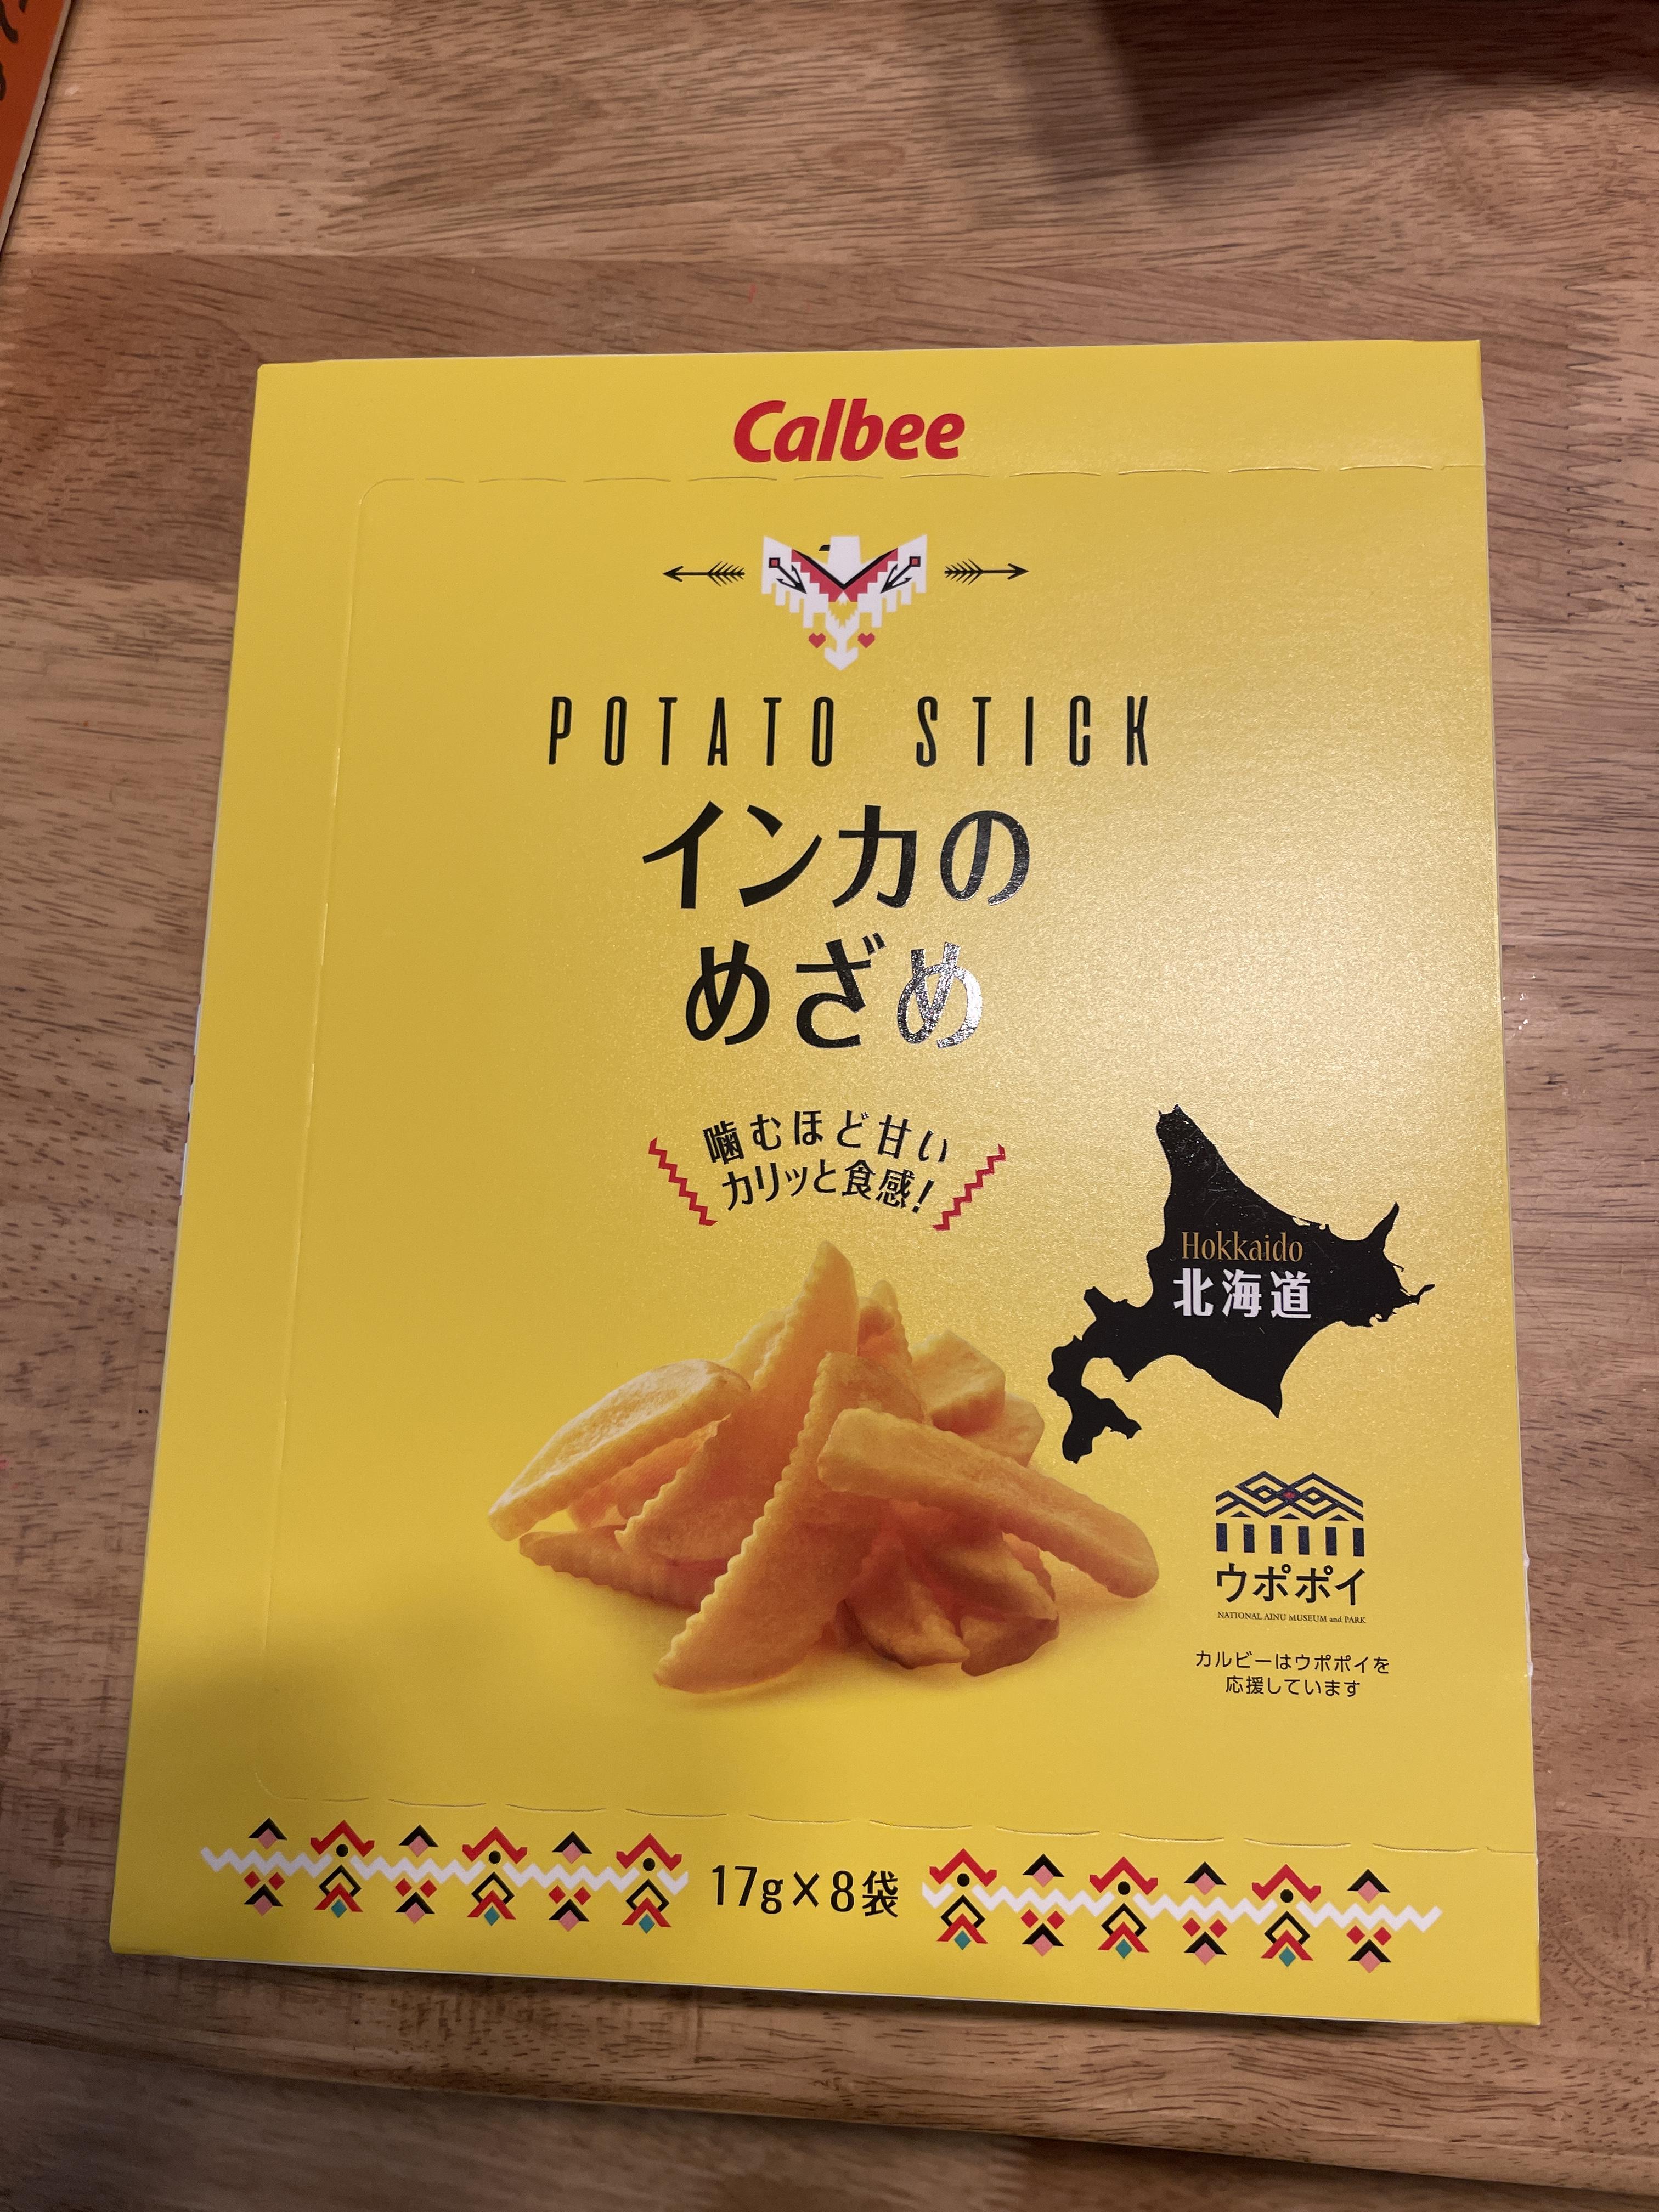 Calbee
POTATO STICK
インカの
めざめ
噛むほど甘い
カリッと食感!
Hokkaido
北海道
ウポポイ
NATIONAL AINU MUSEUM and PARK
カルビーはウポポイを
応援しています
17g×8袋